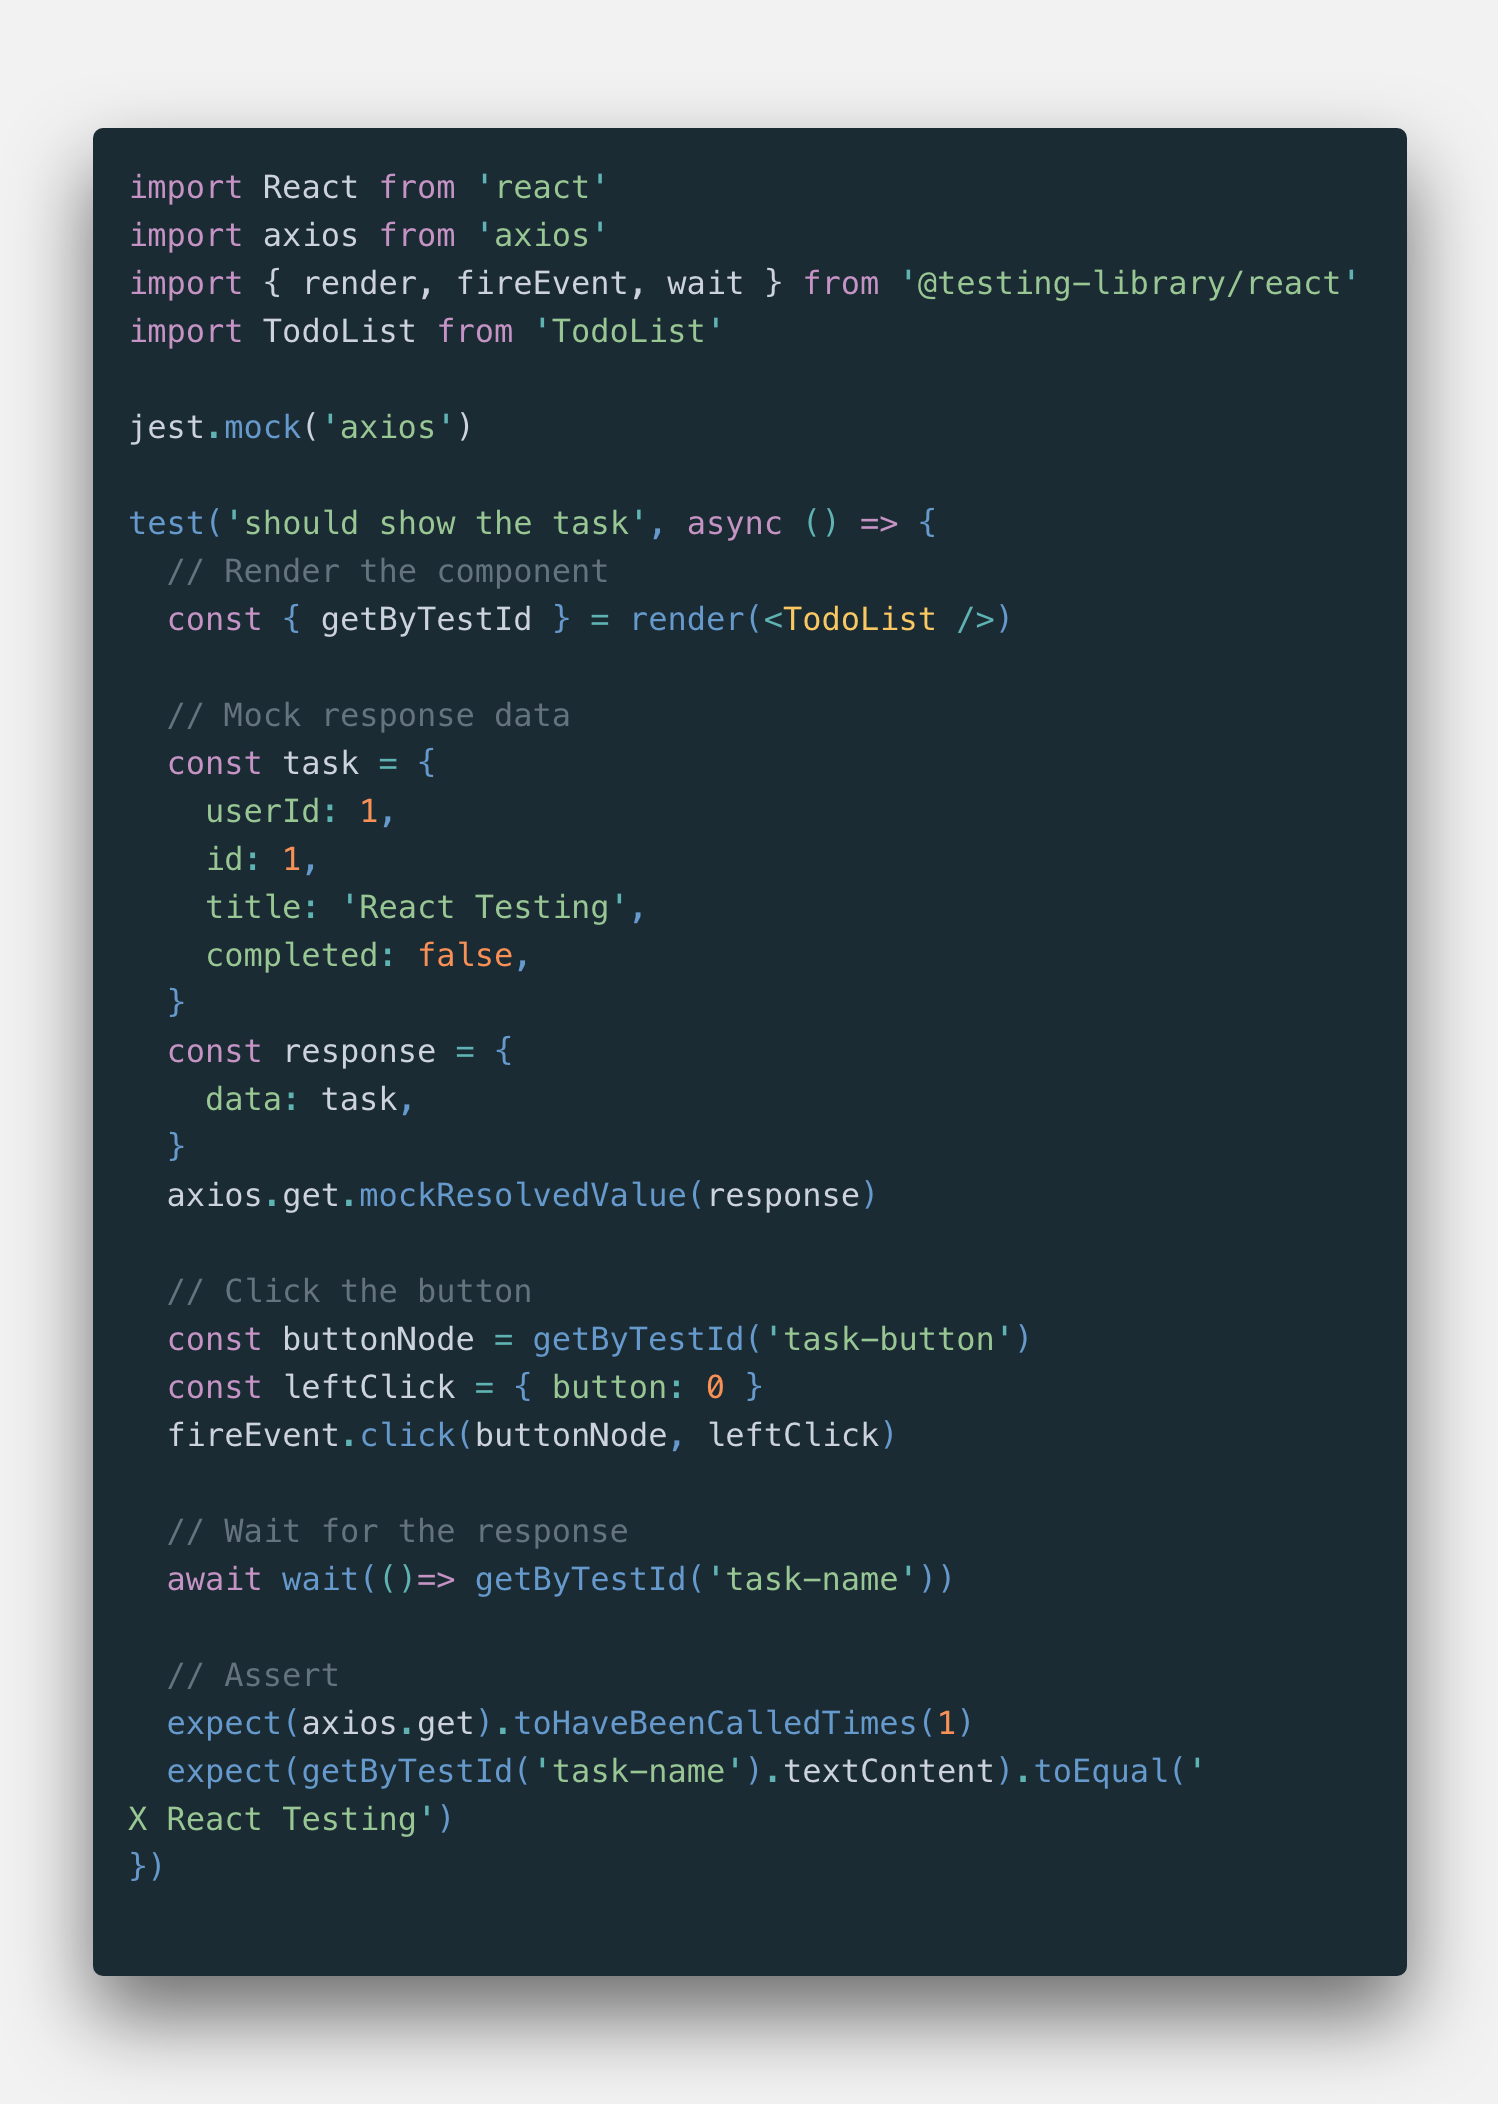 import React from 'react'
import axios from 'axios'
import { render, fireEvent, wait } from '@testing-library/react'
import TodoList from 'TodoList'

jest.mock('axios')

test('should show the task', async () => {
  // Render the component
  const { getByTestId } = render(<TodoList />)

  // Mock response data
  const task = {
    userId: 1,
    id: 1,
    title: 'React Testing',
    completed: false,
  }
  const response = {
    data: task,
  }
  axios.get.mockResolvedValue(response)

  // Click the button
  const buttonNode = getByTestId('task-button')
  const leftClick = { button: 0 }
  fireEvent.click(buttonNode, leftClick)

  // Wait for the response
  await wait(()=> getByTestId('task-name'))

  // Assert
  expect(axios.get).toHaveBeenCalledTimes(1)
  expect(getByTestId('task-name').textContent).toEqual('
X React Testing')
})